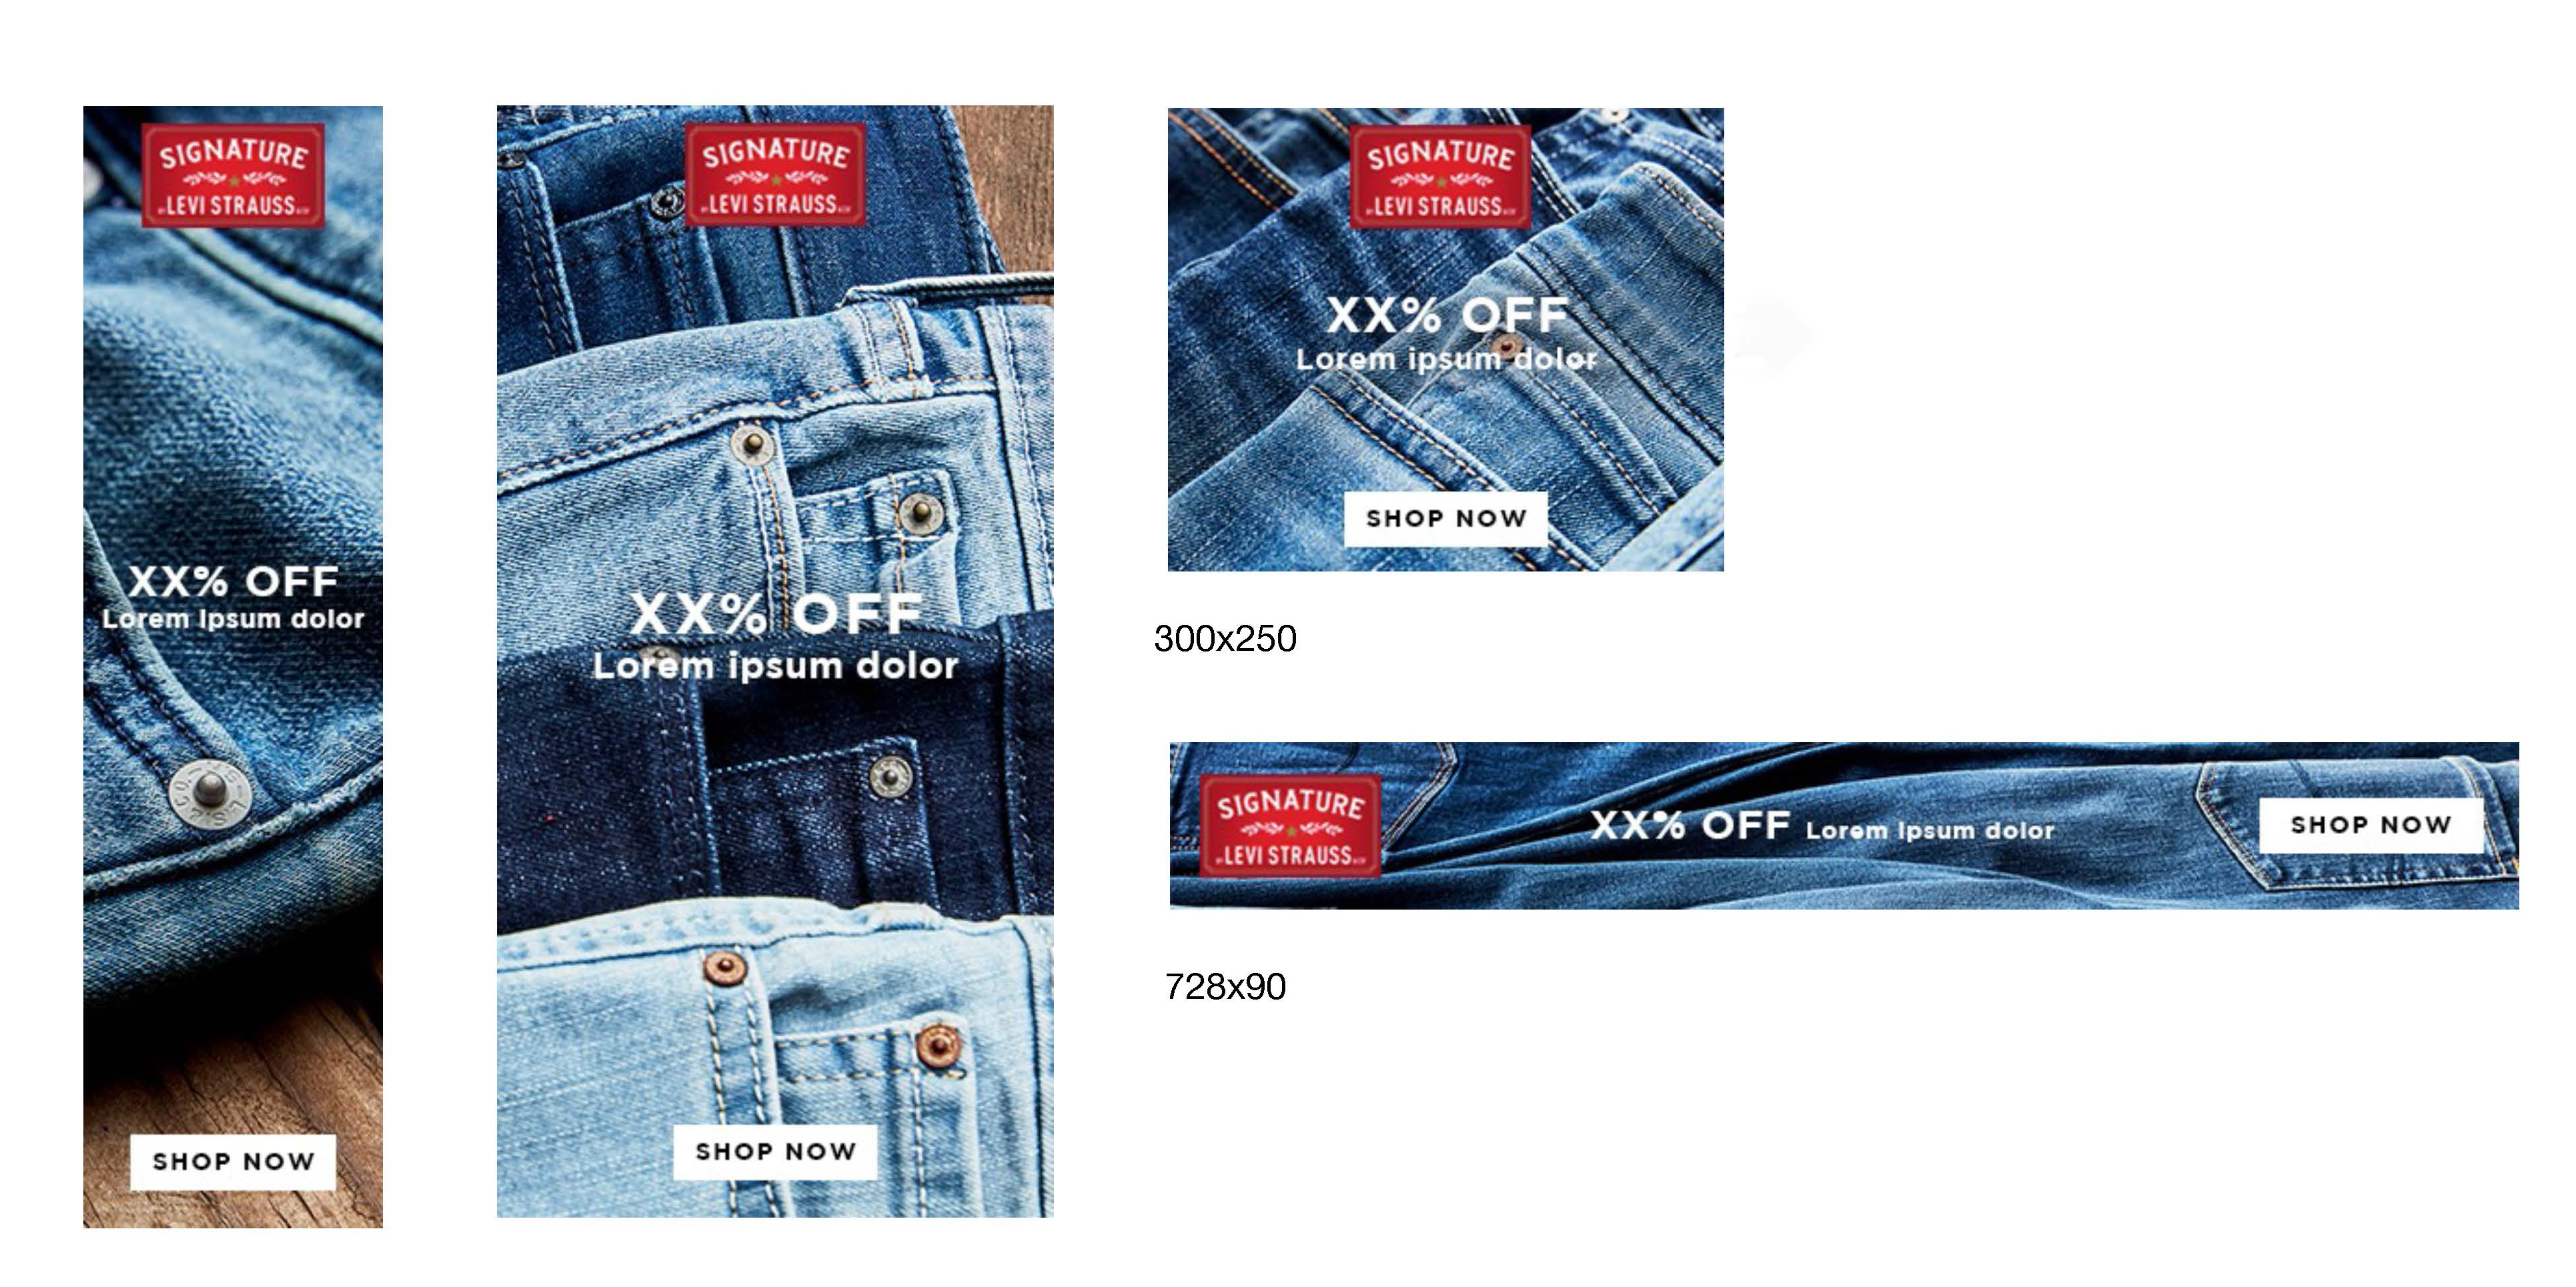 SIGNATURE
LEVI STRAUSS
XX% OFF
Lorem Ipsum dolor
SHOP NOW
SIGNATURE
LEVI STRAUSS
XX% OFF
Lorem ipsum dolor
SHOP NOW
SIGNATURE
LEVI STRAUSS
XX% OFF
Lorem ipsum dolor
SHOP NOW
300x250
SIGNATURE
LEVI STRAUSS
XX% OFF Lorem Ipsum dolor
SHOP NOW
728x90